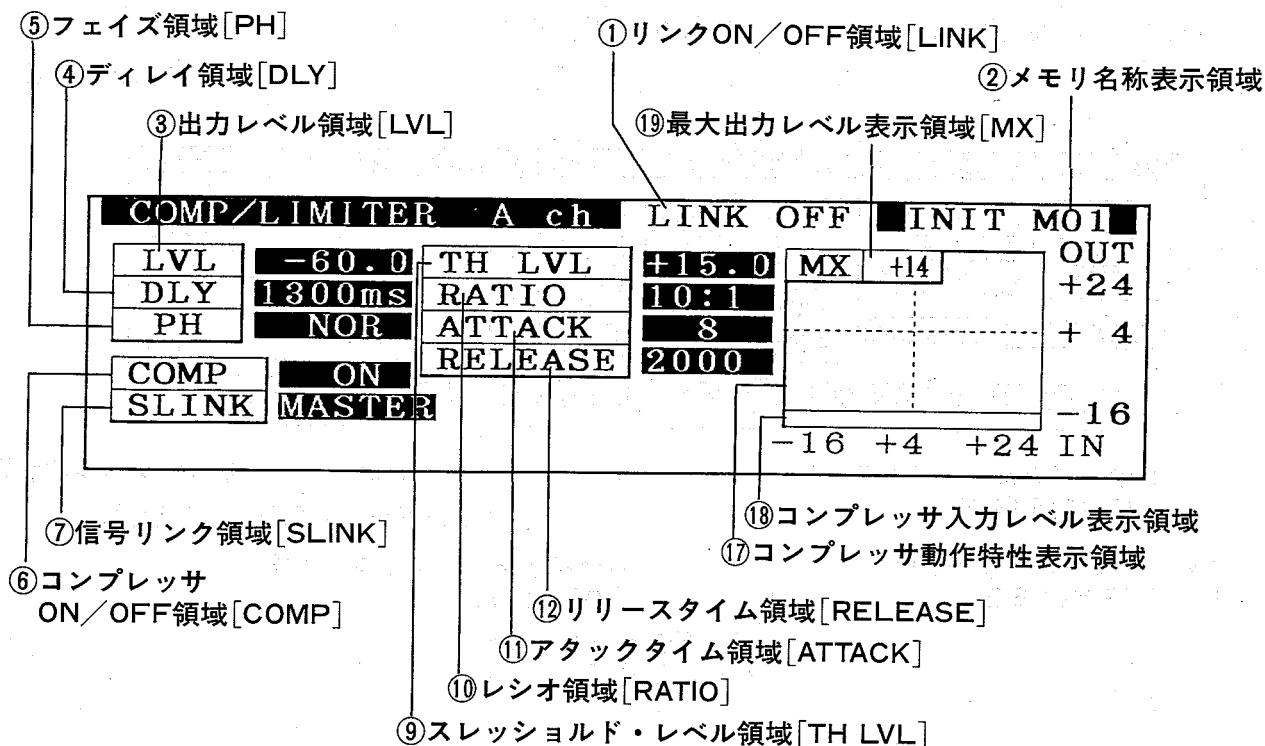 ⑤フェイズ領域[PH]
①リンクON／OFF領域[LINK]
④ディレイ領域[DLY]
②メモリ名称表示領域
③出力レベル領域[LVL]
⑲最大出力レベル表示領域[MX]
COMP/LIMITER A ch LINK OFF INIT M01
OUT
LVL -60.0 TH LVL +15.0 MX +14
+24
DLY 1300ms RATIO 10:1
PH NOR ATTACK 8 + 4
RELEASE 2000
COMP ON
SLINK MASTER -16
-16 +4 +24 IN
⑱コンプレッサ入力レベル表示領域
⑦信号リンク領域[SLINK]
⑰コンプレッサ動作特性表示領域
⑥コンプレッサ
ON／OFF領域[COMP]
⑫リリースタイム領域[RELEASE]
⑪アタックタイム領域[ATTACK]
⑩レシオ領域[RATIO]
⑨スレッショルド・レベル領域[TH LVL]